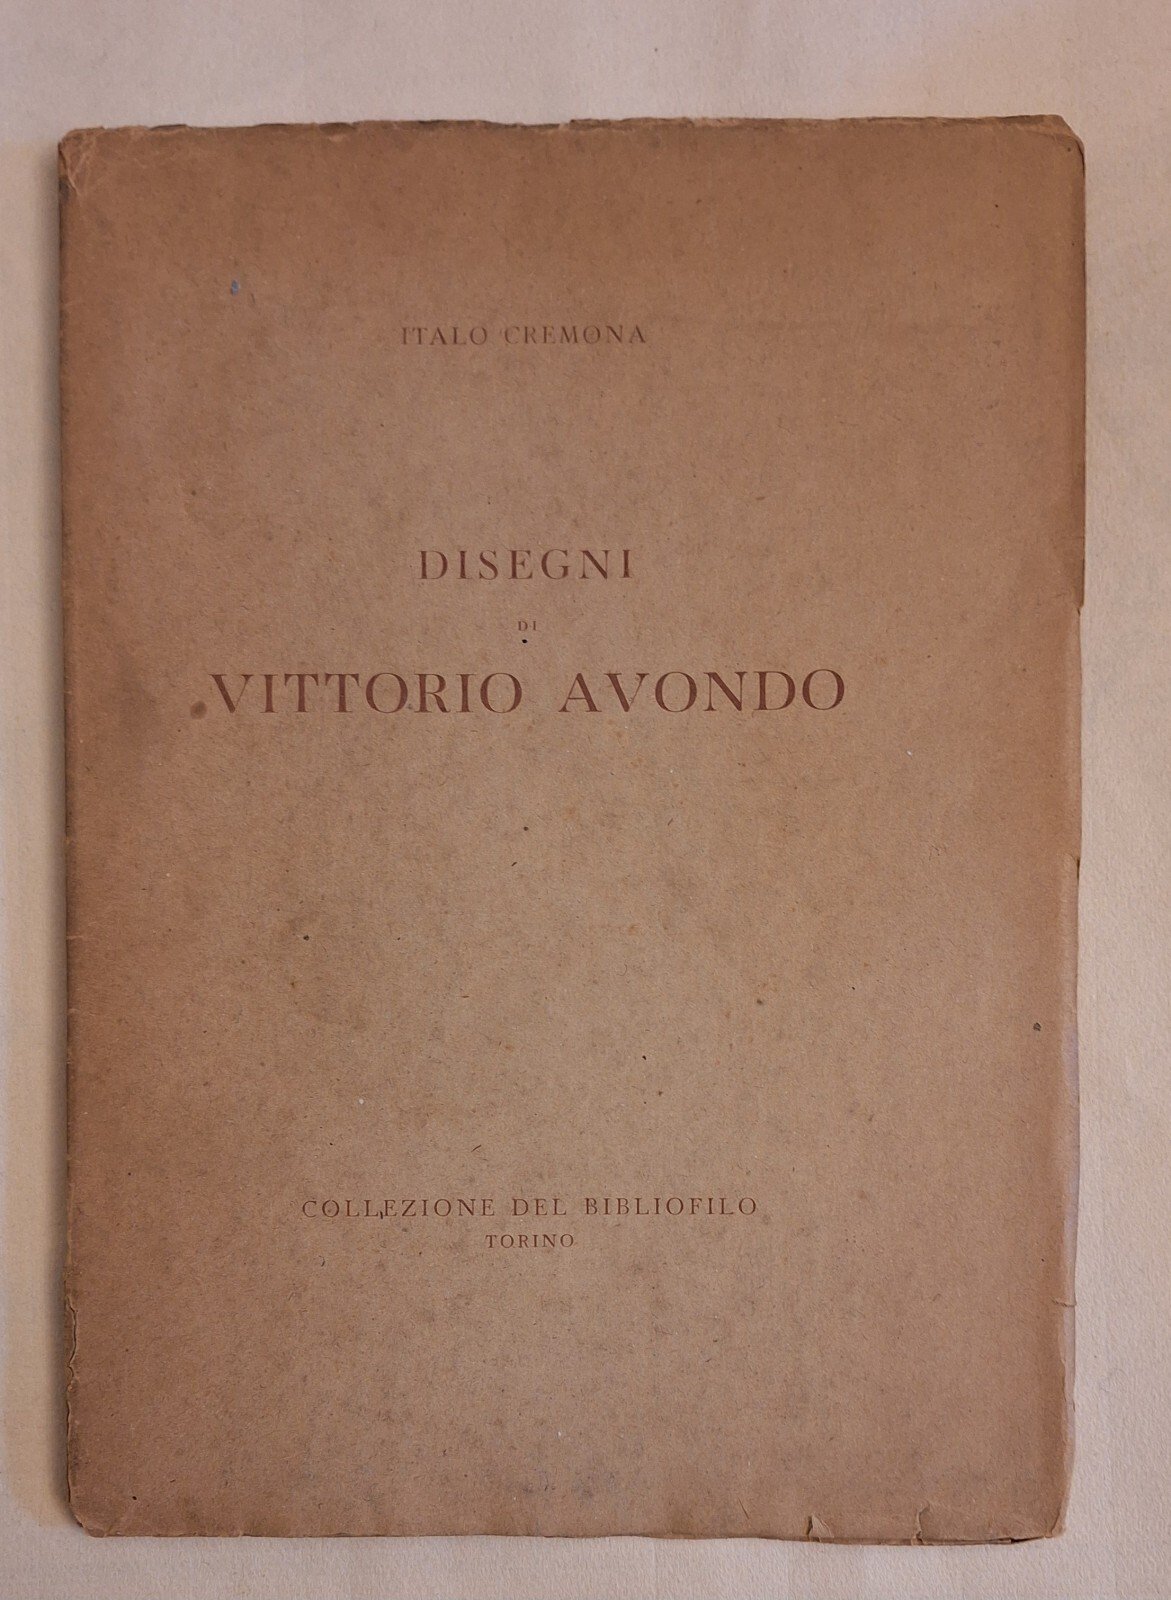 ITALO CREMONA
DISEGNI
DI
VITTORIO AVONDO
COLLEZIONE DEL BIBLIOFILO
TORINO